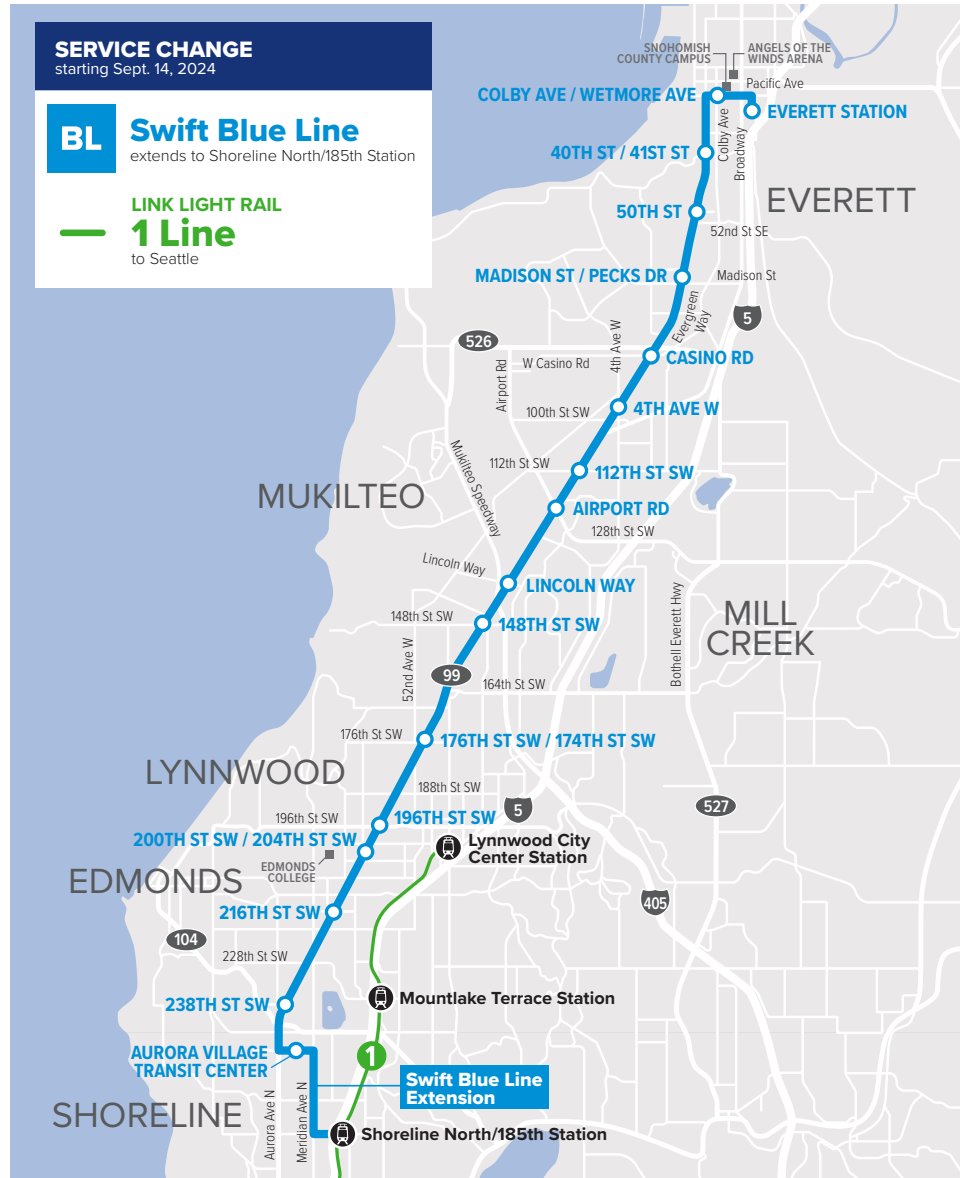 SERVICE CHANGE
starting Sept. 14, 2024
BL
Swift Blue Line
extends to Shoreline North/185th Station
LINK LIGHT RAIL
1 Line
to Seattle
SNOHOMISH
COUNTY CAMPUS
ANGELS OF THE
WINDS ARENA
Pacific Ave
COLBY AVE / WETMORE AVE
EVERETT STATION
Colby Ave
Broadway
40TH ST / 41ST ST
EVERETT
50TH ST
52nd St SE
MADISON ST / PECKS DR
Madison St
Evergreen
Way
5
526
4th Ave W
W Casino Rd
CASINO RD
Airport Rd
100th St SW
4TH AVE W
Mukilteo Speedway
112th St SW
112TH ST SW
MUKILTEO
AIRPORT RD
128th St SW
Lincoln Way
LINCOLN WAY
Bothell Everett Hwy
148th St SW
148TH ST SW
MILL
CREEK
52nd Ave W
99
164th St SW
176th St SW
176TH ST SW / 174TH ST SW
LYNNWOOD
188th St SW
5
527
196th St SW
196TH ST SW
200TH ST SW / 204TH ST SW
Lynnwood City
Center Station
EDMONDS
COLLEGE
EDMONDS
405
216TH ST SW
104
228th St SW
238TH ST SW
Mountlake Terrace Station
AURORA VILLAGE
TRANSIT CENTER
1
Swift Blue Line
Extension
SHORELINE
Aurora Ave N
Meridian Ave N
Shoreline North/185th Station